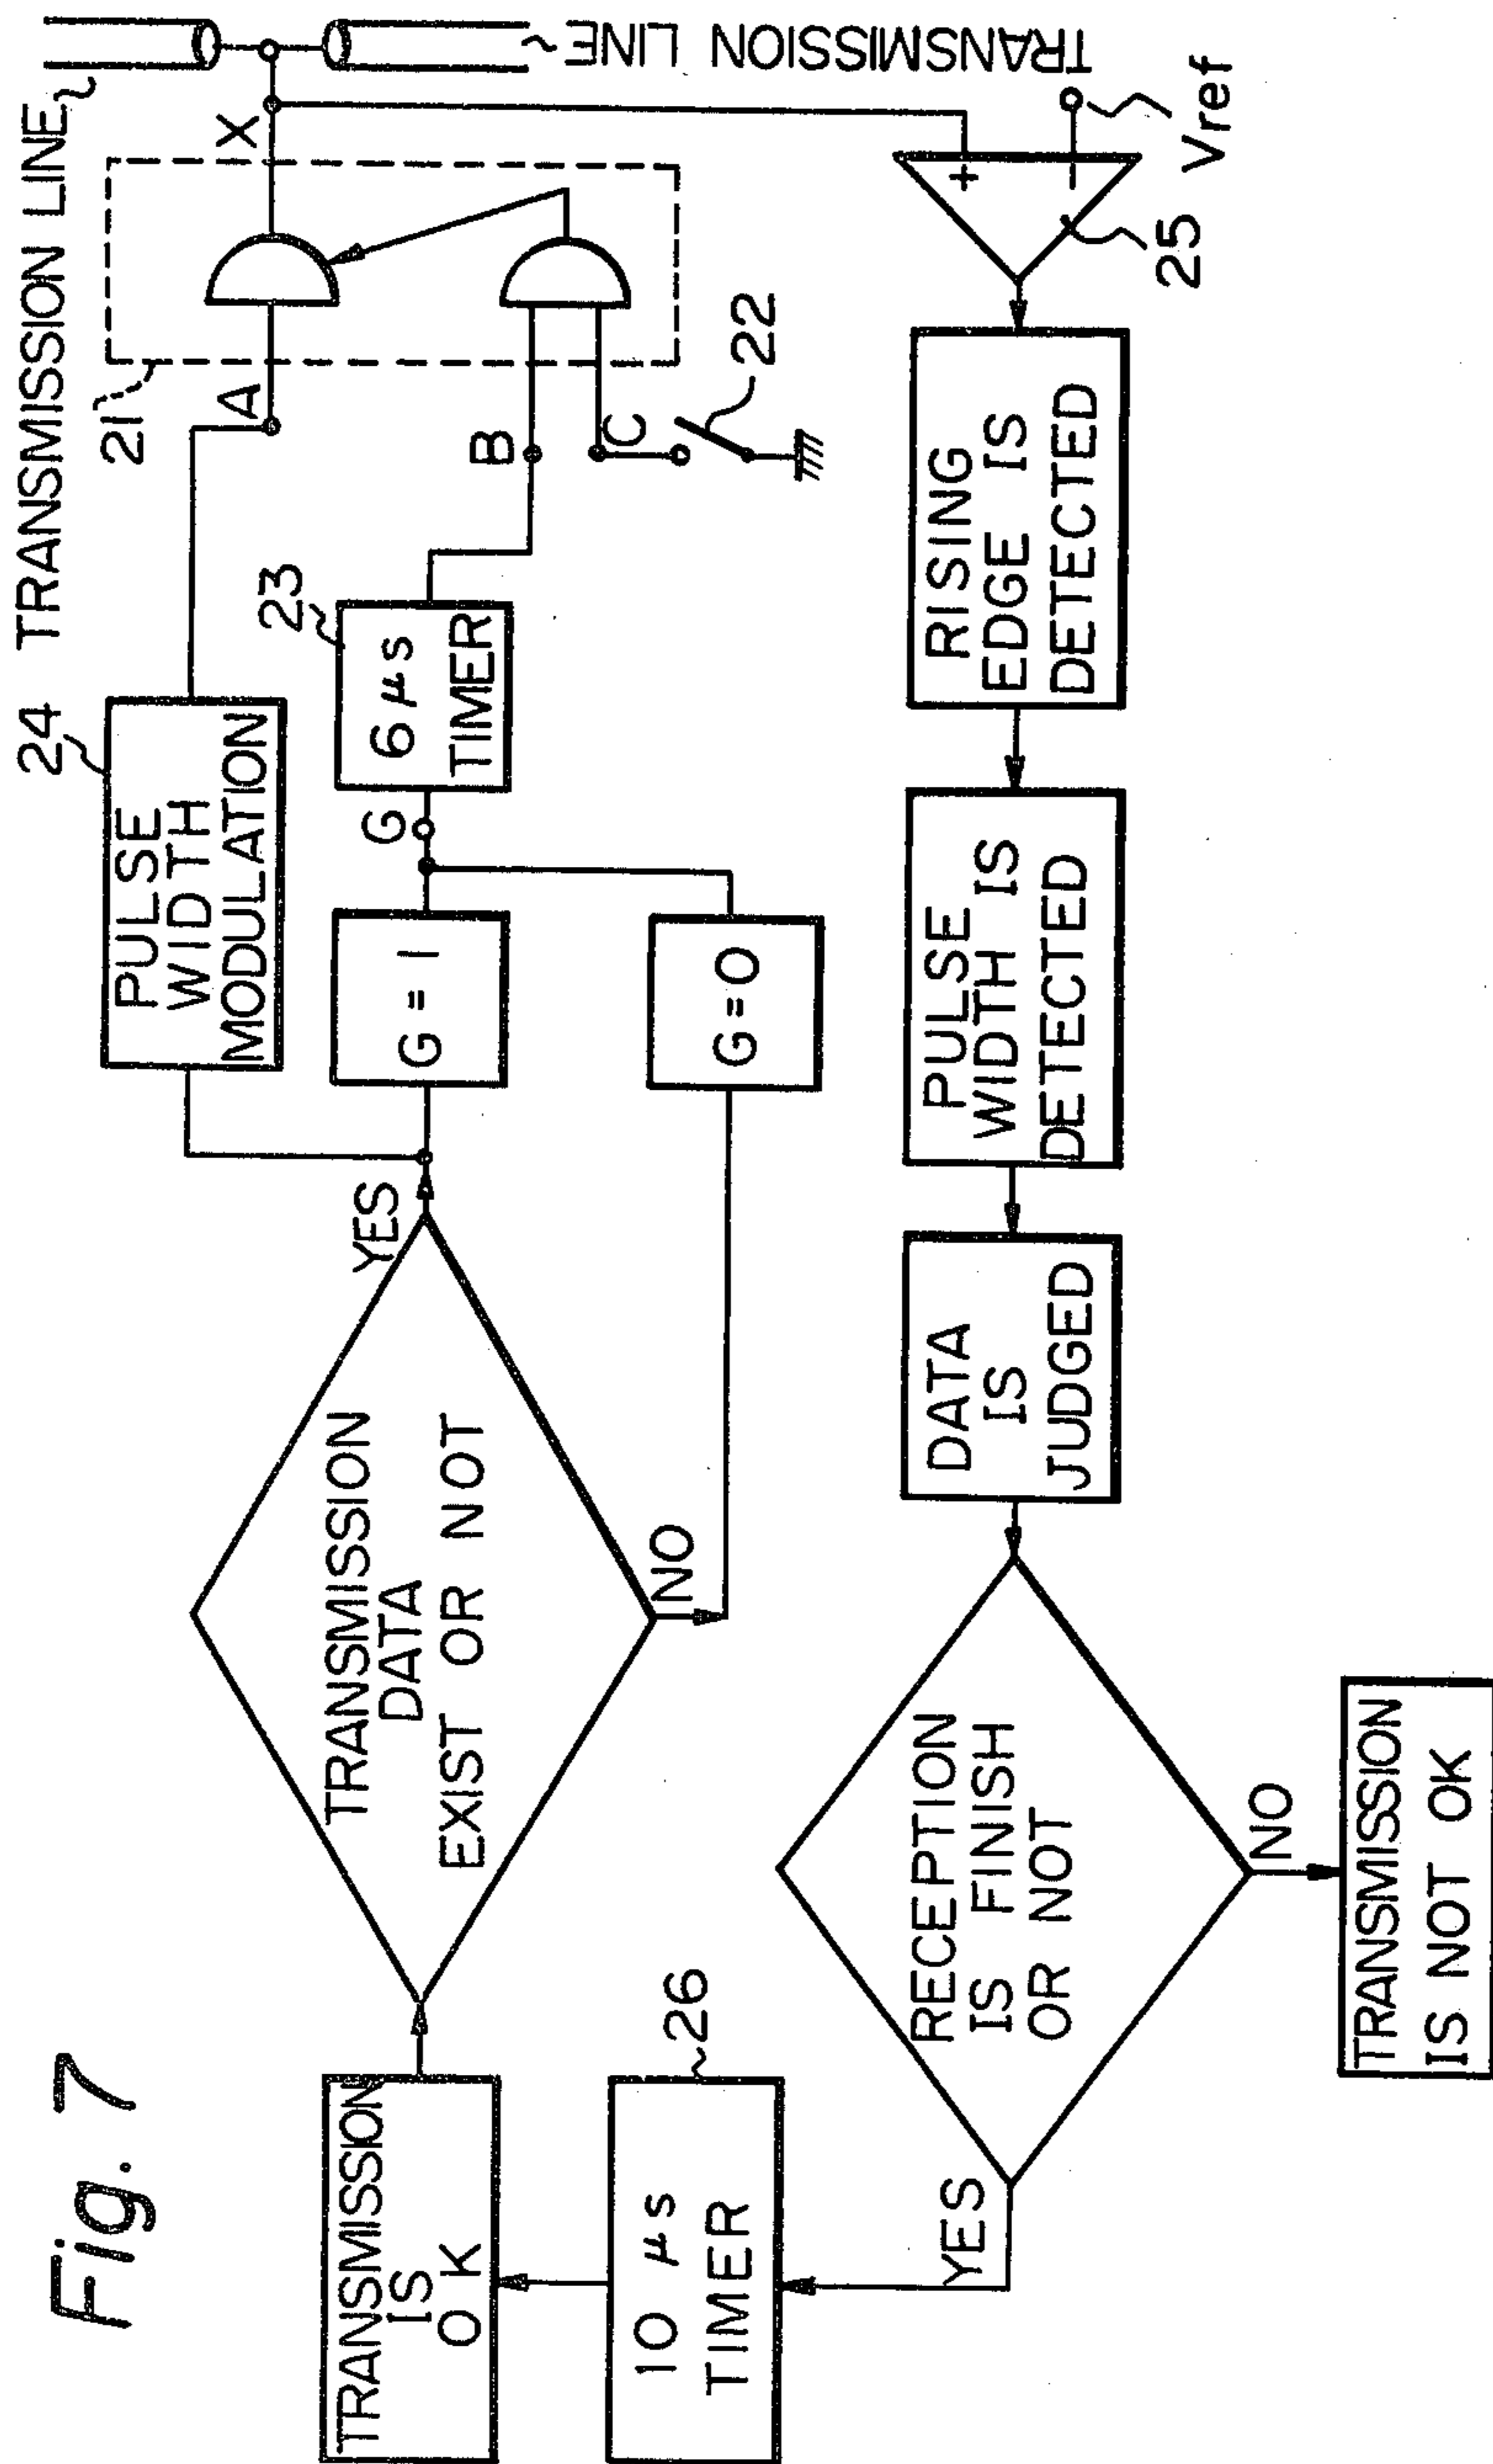 Fig. 7
TRANSMISSION
IS
OK
10 μs
TIMER
26
TRANSMISSION
DATA
EXIST OR NOT
YES
NO
24
PULSE
WIDTH
MODULATION
G = 1
G = 0
G
23
6 μs
TIMER
21
A
B
C
22
X
TRANSMISSION LINE
TRANSMISSION LINE
+
−
Vref
25
RISING
EDGE IS
DETECTED
PULSE
WIDTH IS
DETECTED
DATA
IS
JUDGED
RECEPTION
IS FINISH
OR NOT
YES
NO
TRANSMISSION
IS NOT OK